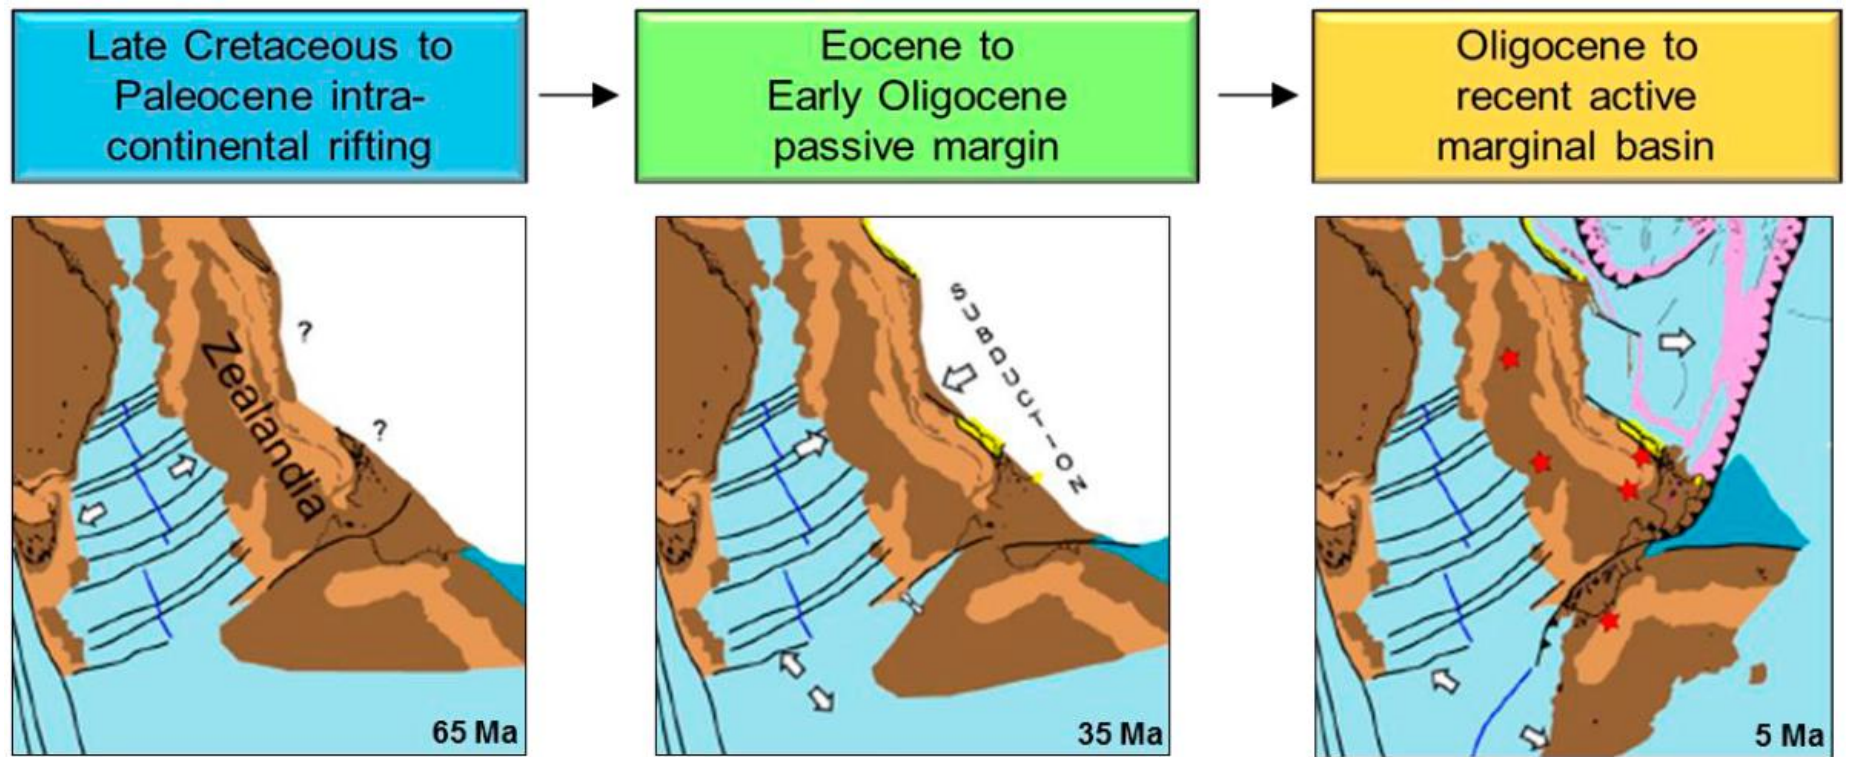 Late Cretaceous to
Paleocene intra-
continental rifting
Eocene to
Early Oligocene
passive margin
Oligocene to
recent active
marginal basin
Zealandia
?
?
65 Ma
SUBDUCTION
35 Ma
5 Ma